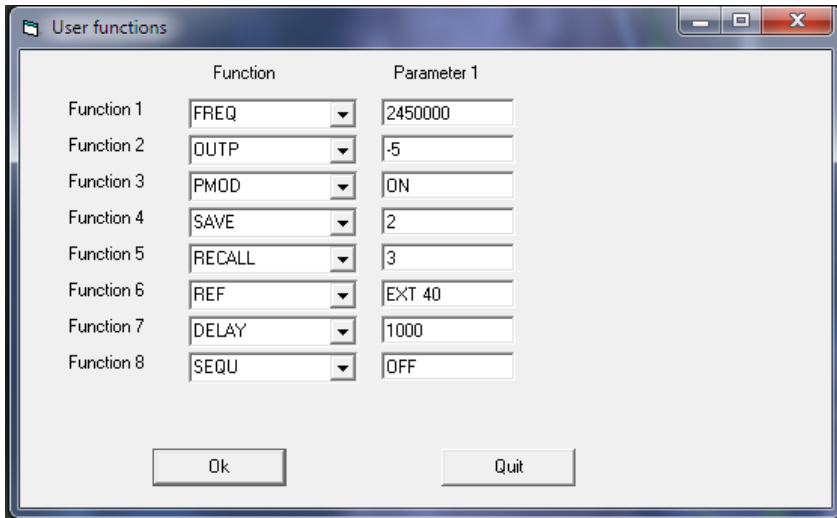 User functions
Function Parameter 1
Function 1 FREQ 2450000
Function 2 OUTP -5
Function 3 PMOD ON
Function 4 SAVE 2
Function 5 RECALL 3
Function 6 REF EXT 40
Function 7 DELAY 1000
Function 8 SEQU OFF
Ok Quit